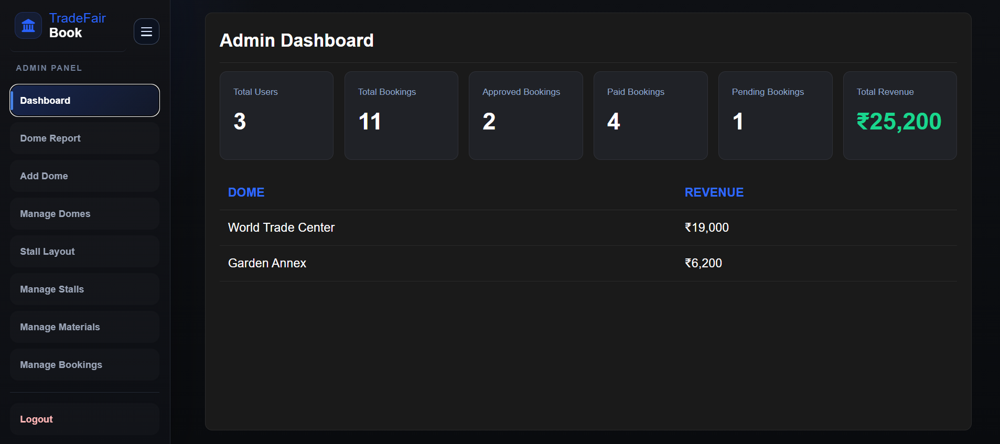 TradeFair
Book
ADMIN PANEL
Dashboard
Dome Report
Add Dome
Manage Domes
Stall Layout
Manage Stalls
Manage Materials
Manage Bookings
Logout
Admin Dashboard
Total Users
3
Total Bookings
11
Approved Bookings
2
Paid Bookings
4
Pending Bookings
1
Total Revenue
₹25,200
DOME REVENUE
World Trade Center ₹19,000
Garden Annex ₹6,200